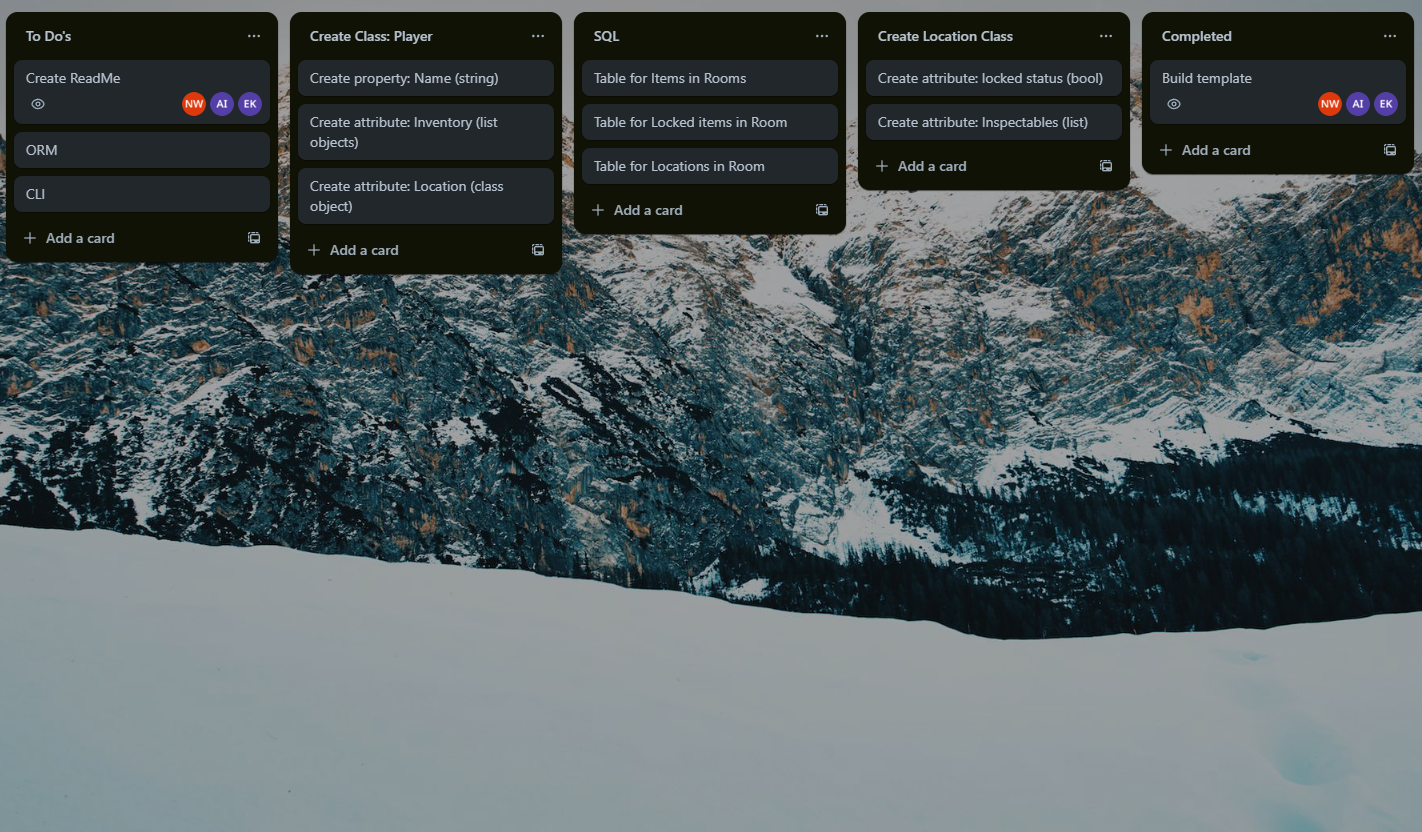 To Do's
Create ReadMe
NW AI EK
ORM
CLI
Add a card
Create Class: Player
Create property: Name (string)
Create attribute: Inventory (list
objects)
Create attribute: Location (class
object)
Add a card
SQL
Table for Items in Rooms
Table for Locked items in Room
Table for Locations in Room
Add a card
Create Location Class
Create attribute: locked status (bool)
Create attribute: Inspectables (list)
Add a card
Completed
Build template
NW AI EK
Add a card